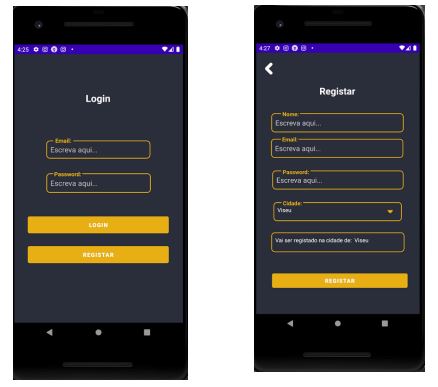 4:25
Login
Email:
Escreva aqui...
Password:
Escreva aqui...
LOGIN
REGISTAR
4:27
Registar
Nome:
Escreva aqui...
Email:
Escreva aqui...
Password:
Escreva aqui...
Cidade:
Viseu
Vai ser registado na cidade de: Viseu
REGISTAR